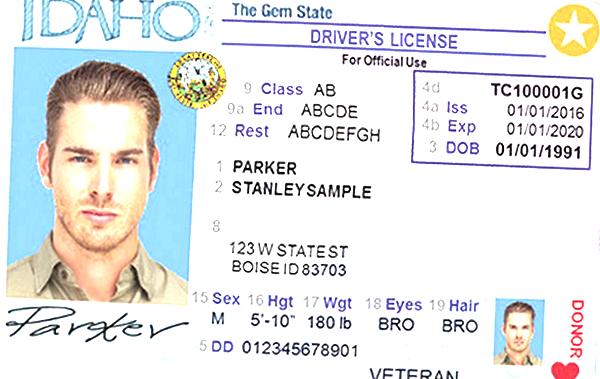 IDAHO
The Gem State
DRIVER'S LICENSE
For Official Use
9 Class AB
9a End ABCDE
12 Rest ABCDEFGH
4d TC100001G
4a Iss 01/01/2016
4b Exp 01/01/2020
3 DOB 01/01/1991
1 PARKER
2 STANLEY SAMPLE
8
123 W STATE ST
BOISE ID 83703
15 Sex 16 Hgt 17 Wgt 18 Eyes 19 Hair
M 5'-10" 180 lb BRO BRO
5 DD 012345678901
VETERAN
Parker
DONOR